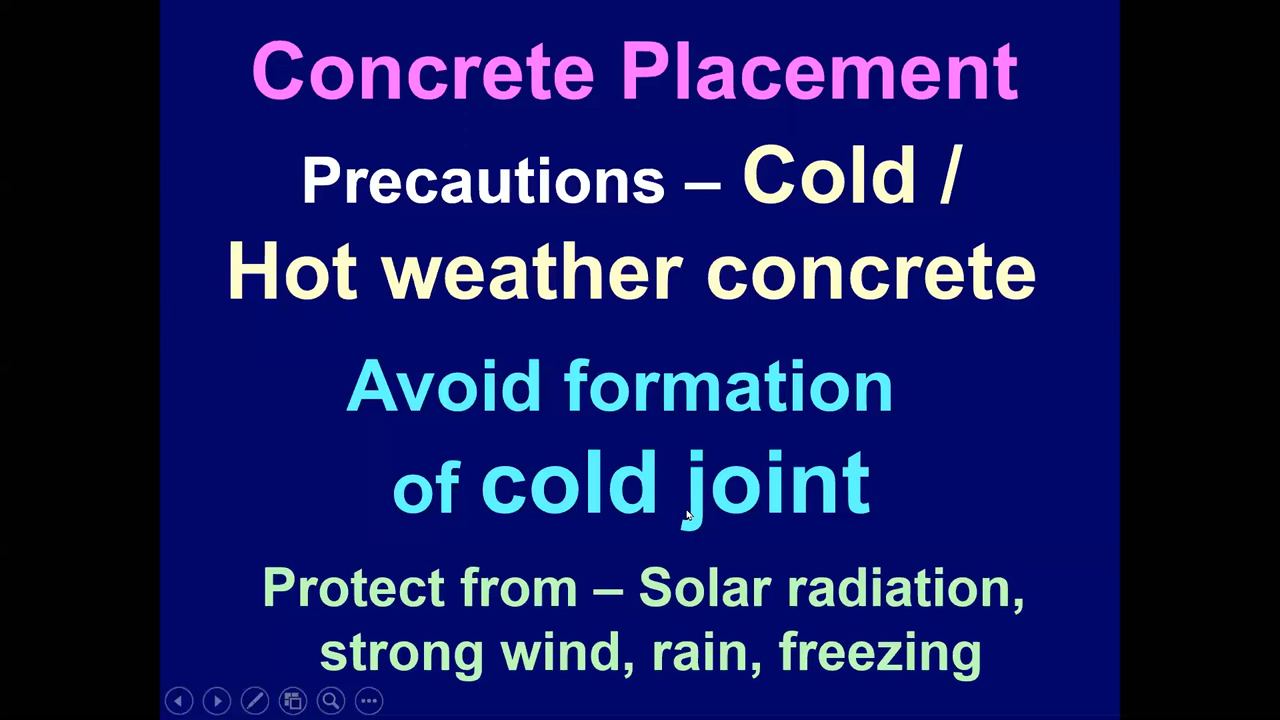 Concrete Placement
Precautions – Cold /
Hot weather concrete
Avoid formation
of cold joint
Protect from – Solar radiation,
strong wind, rain, freezing